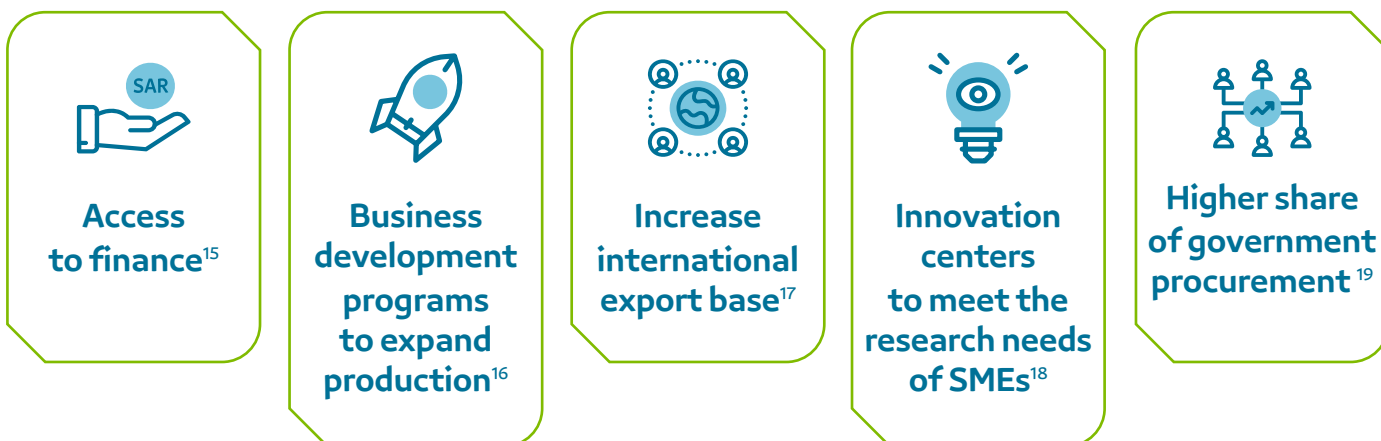 SAR
Access
to finance15
Business
development
programs
to expand
production16
Increase
international
export base17
Innovation
centers
to meet the
research needs
of SMEs18
Higher share
of government
procurement 19